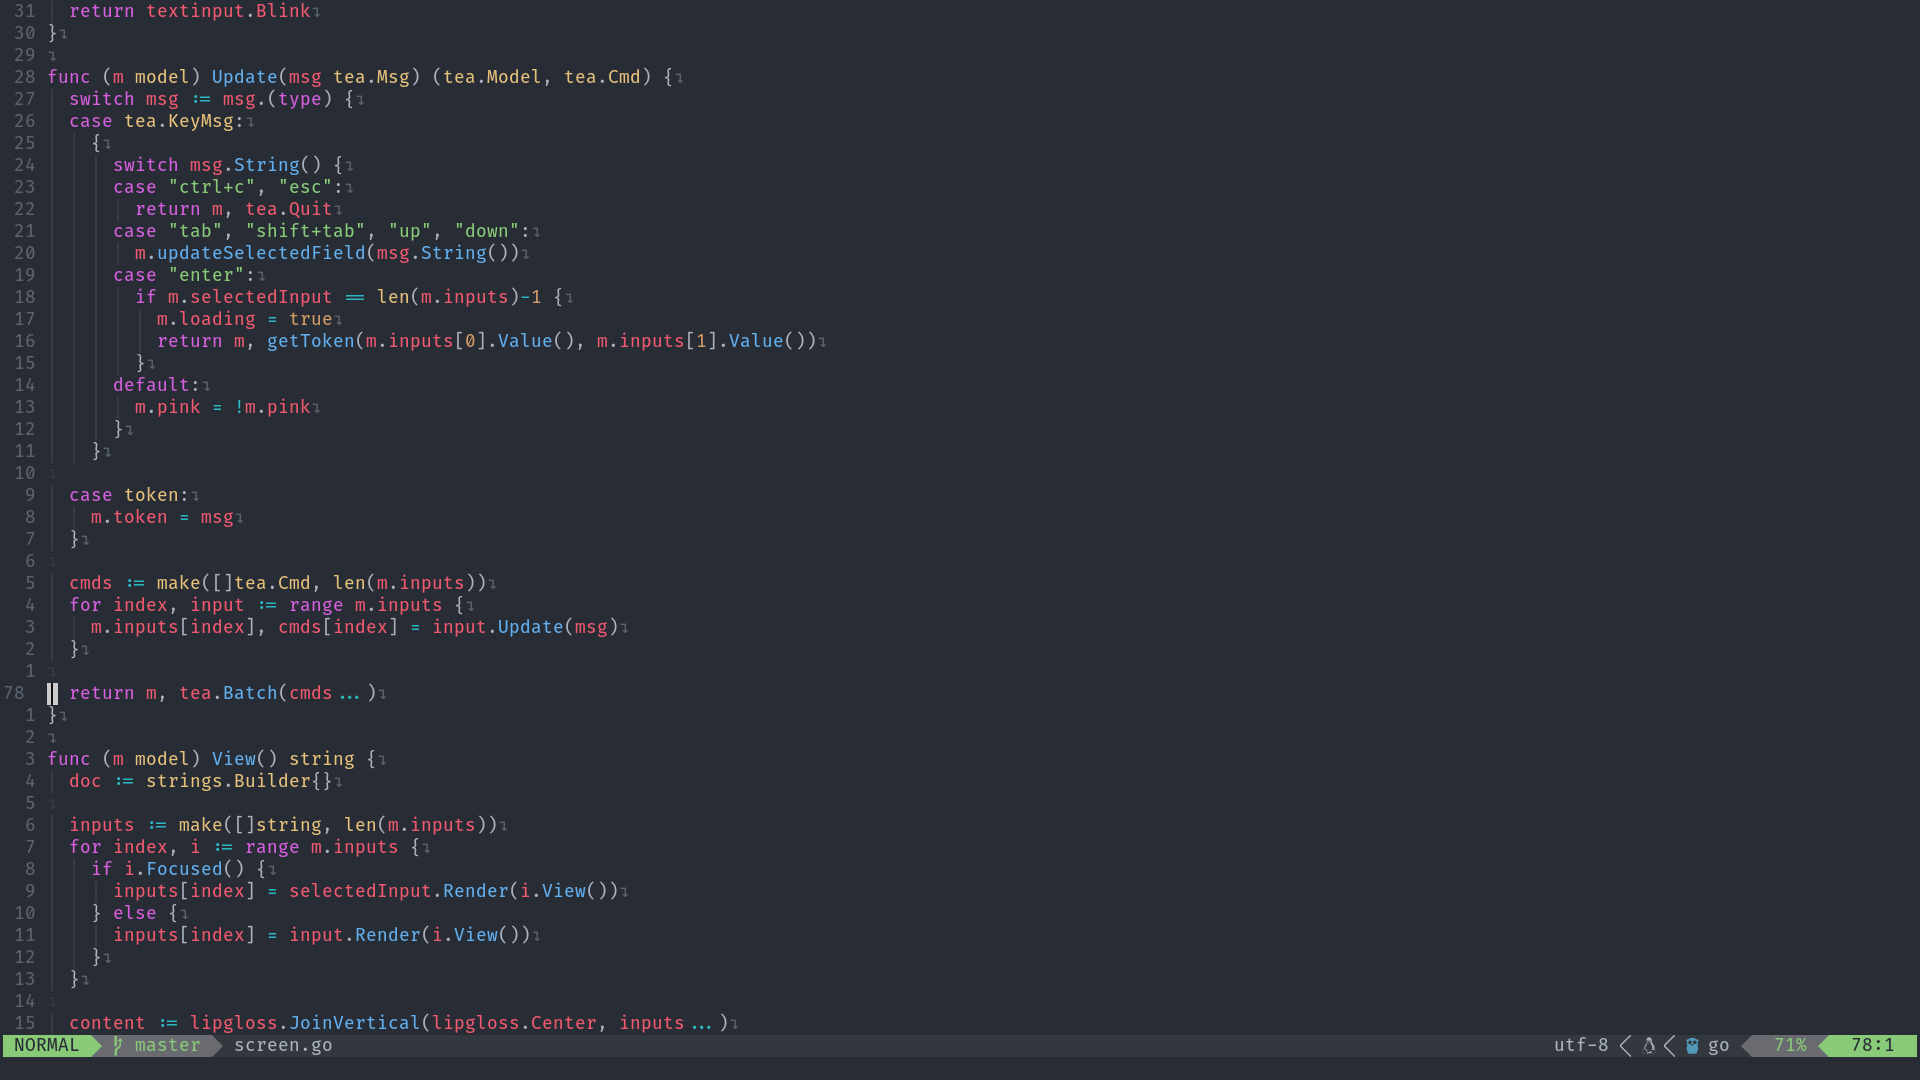 31 return textinput.Blink
30 }
29
28 func (m model) Update(msg tea.Msg) (tea.Model, tea.Cmd) {
27 switch msg := msg.(type) {
26 case tea.KeyMsg:
25 {
24 switch msg.String() {
23 case "ctrl+c", "esc":
22 return m, tea.Quit
21 case "tab", "shift+tab", "up", "down":
20 m.updateSelectedField(msg.String())
19 case "enter":
18 if m.selectedInput == len(m.inputs)-1 {
17 m.loading = true
16 return m, getToken(m.inputs[0].Value(), m.inputs[1].Value())
15 }
14 default:
13 m.pink = !m.pink
12 }
11 }
10
9 case token:
8 m.token = msg
7 }
6
5 cmds := make([]tea.Cmd, len(m.inputs))
4 for index, input := range m.inputs {
3 m.inputs[index], cmds[index] = input.Update(msg)
2 }
1
78 return m, tea.Batch(cmds...)
1 }
2
3 func (m model) View() string {
4 doc := strings.Builder{}
5
6 inputs := make([]string, len(m.inputs))
7 for index, i := range m.inputs {
8 if i.Focused() {
9 inputs[index] = selectedInput.Render(i.View())
10 } else {
11 inputs[index] = input.Render(i.View())
12 }
13 }
14
15 content := lipgloss.JoinVertical(lipgloss.Center, inputs...)
NORMAL master screen.go utf-8 go 71% 78:1